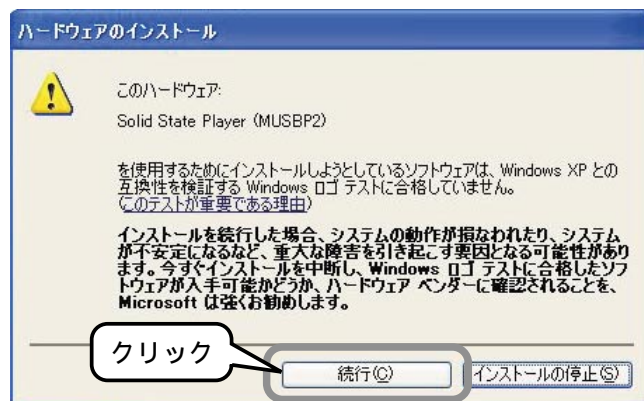 ハードウェアのインストール
このハードウェア:
Solid State Player (MUSBP2)
を使用するためにインストールしようとしているソフトウェアは、Windows XP との
互換性を検証する Windows ロゴ テストに合格していません。
(このテストが重要である理由)
インストールを続行した場合、システムの動作が損なわれたり、システム
が不安定になるなど、重大な障害を引き起こす要因となる可能性があり
ます。今すぐインストールを中断し、Windows ロゴ テストに合格したソフ
トウェアが入手可能かどうか、ハードウェア ベンダーに確認されることを、
Microsoft は強くお勧めします。
クリック
続行(C)
インストールの停止(S)